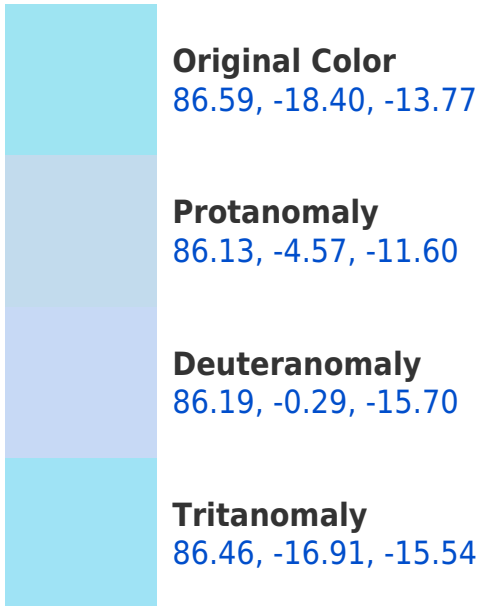 Original Color
86.59, -18.40, -13.77
Protanomaly
86.13, -4.57, -11.60
Deuteranomaly
86.19, -0.29, -15.70
Tritanomaly
86.46, -16.91, -15.54